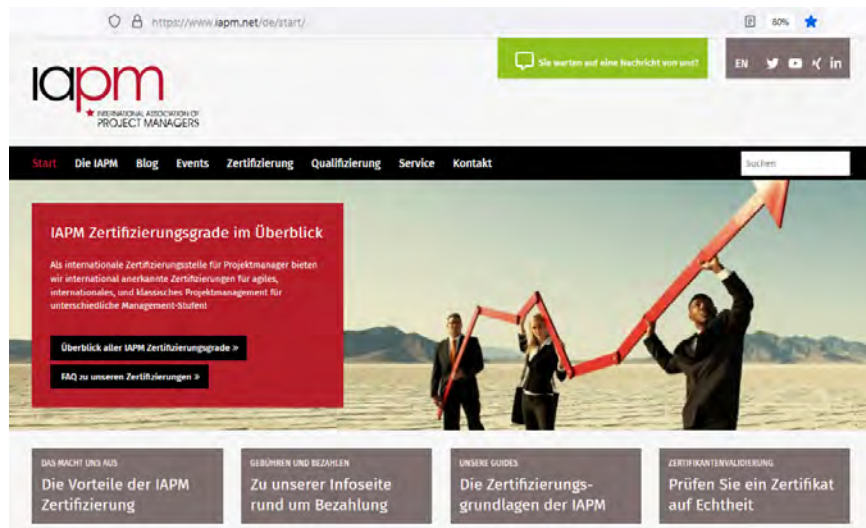 https://www.iapm.net/de/start/
80%
Sie warten auf eine Nachricht von uns?
EN
iapm
INTERNATIONAL ASSOCIATION OF
PROJECT MANAGERS
Start Die IAPM Blog Events Zertifizierung Qualifizierung Service Kontakt
Suchen
IAPM Zertifizierungsgrade im Überblick
Als internationale Zertifizierungsstelle für Projektmanager bieten
wir international anerkannte Zertifizierungen für agiles,
internationales, und klassisches Projektmanagement für
unterschiedliche Management-Stufen!
Überblick aller IAPM Zertifizierungsgrade »
FAQ zu unseren Zertifizierungen »
DAS MACHT UNS AUS
Die Vorteile der IAPM
Zertifizierung
GEBÜHREN UND BEZAHLEN
Zu unserer Infoseite
rund um Bezahlung
UNSERE GUIDES
Die Zertifizierungs-
grundlagen der IAPM
ZERTIFIKANTENVALIDIERUNG
Prüfen Sie ein Zertifikat
auf Echtheit